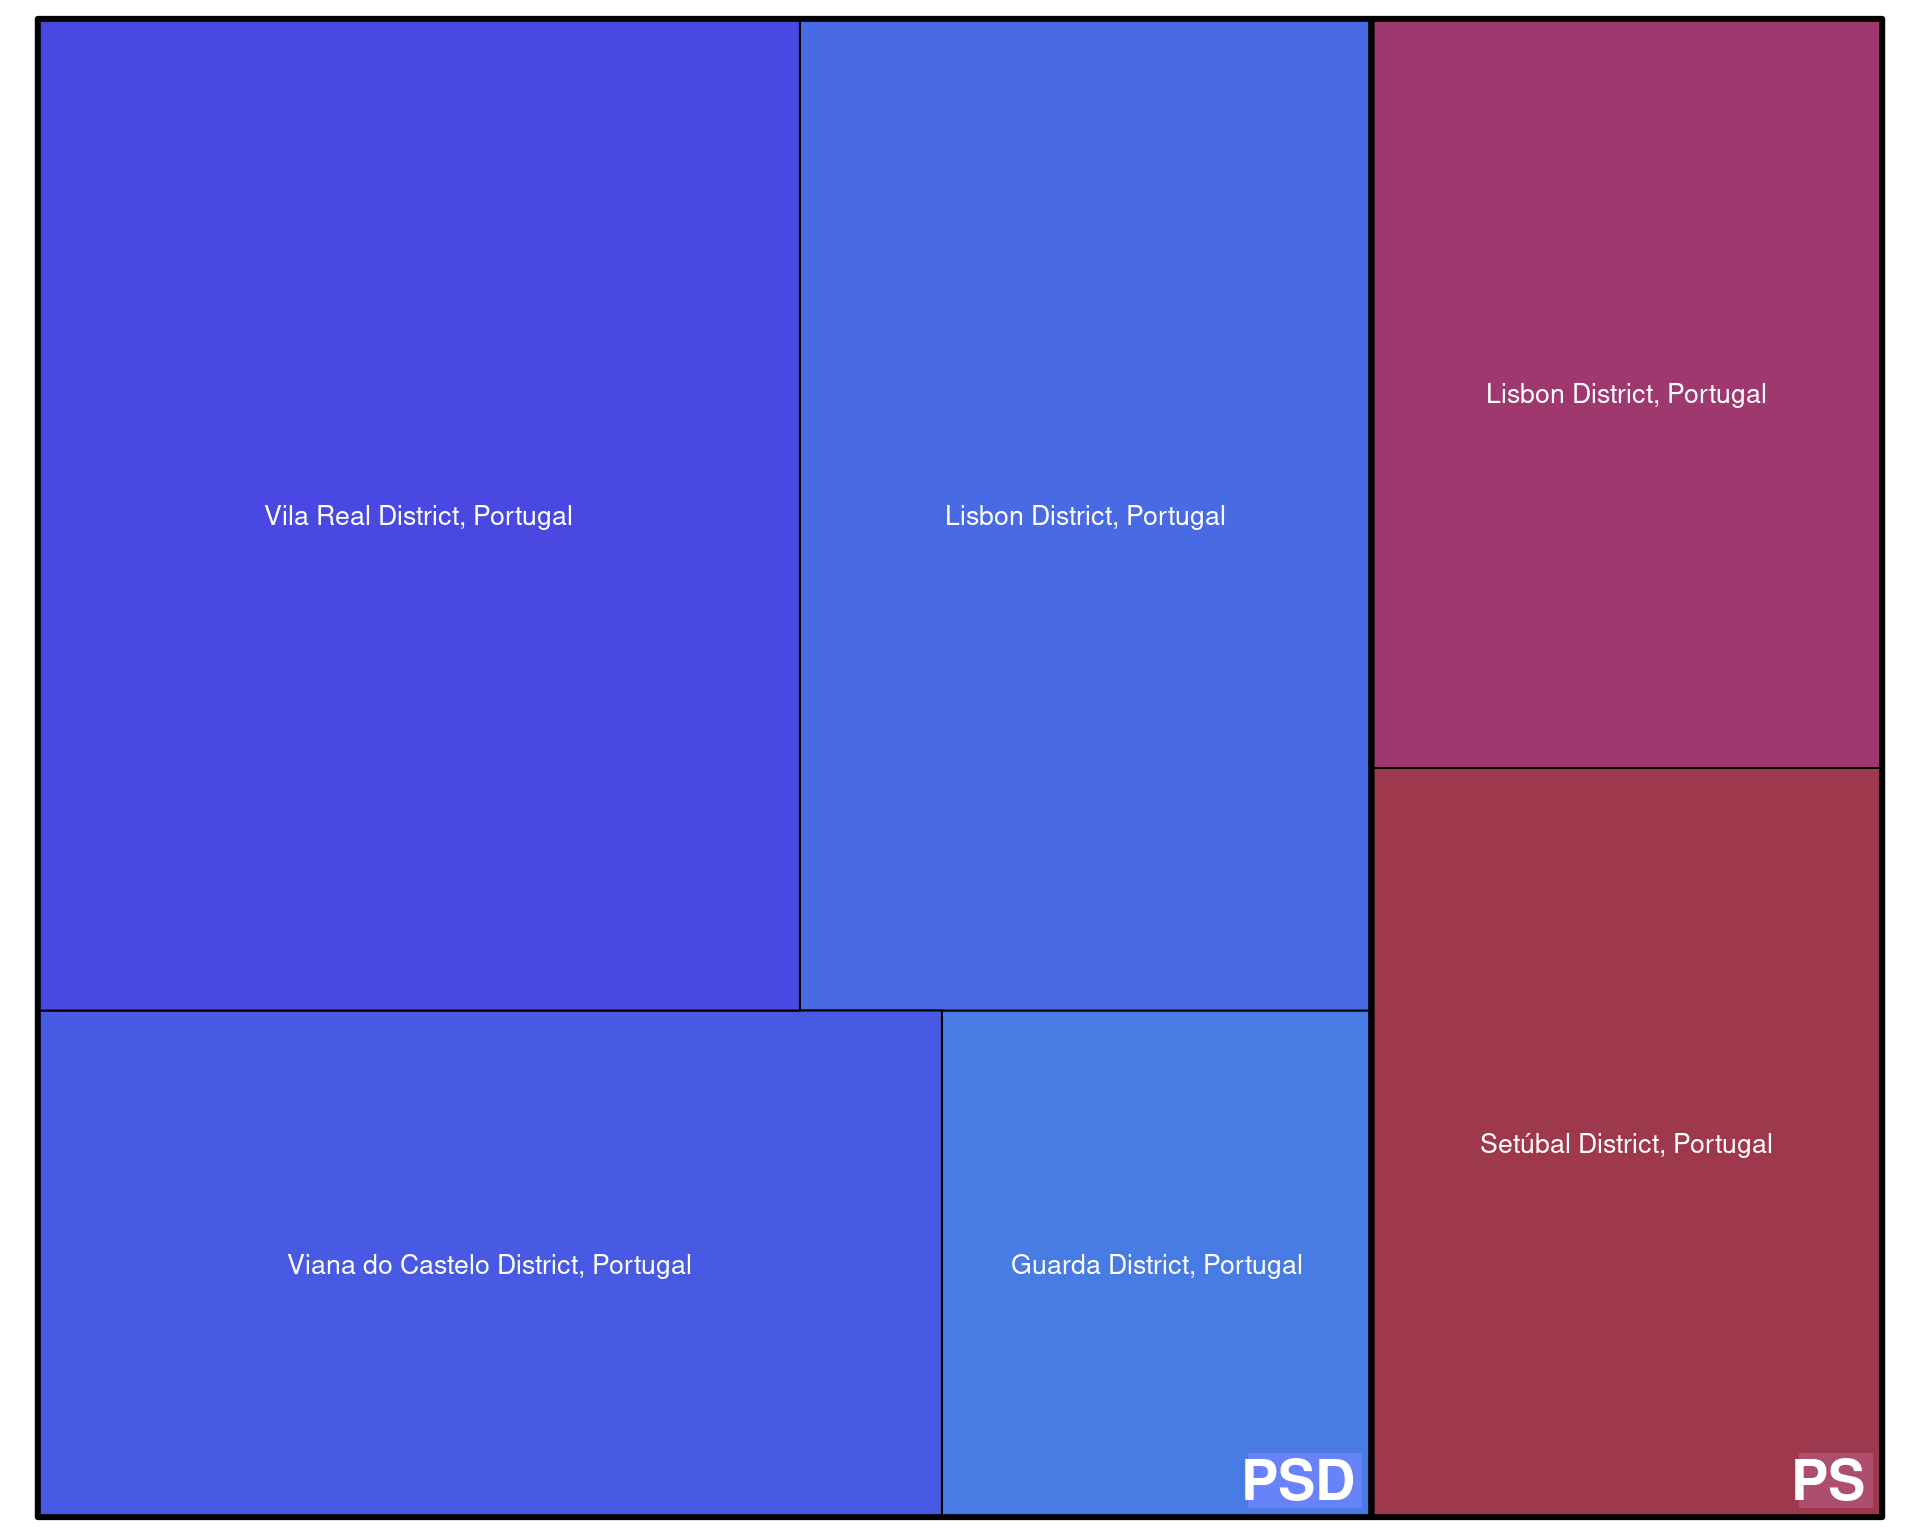 Vila Real District, Portugal
Lisbon District, Portugal
Lisbon District, Portugal
Setúbal District, Portugal
Viana do Castelo District, Portugal
Guarda District, Portugal
PSD
PS